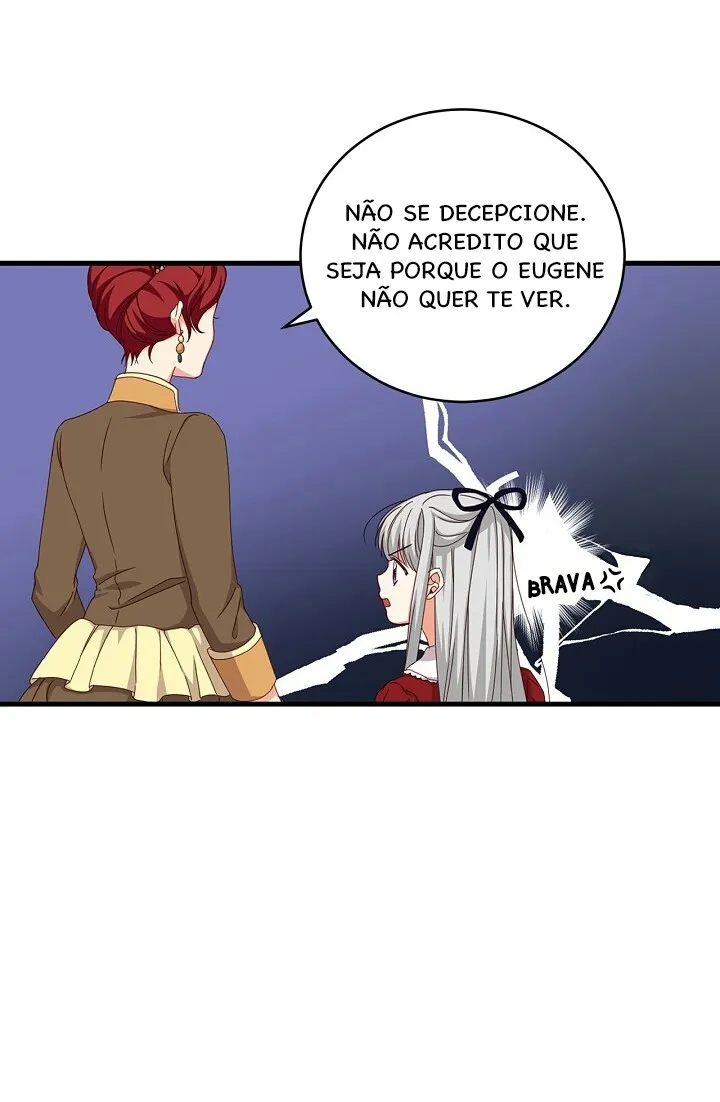 NÃO SE DECEPCIONE.
NÃO ACREDITO QUE
SEJA PORQUE O EUGENE
NÃO QUER TE VER.
BRAVA